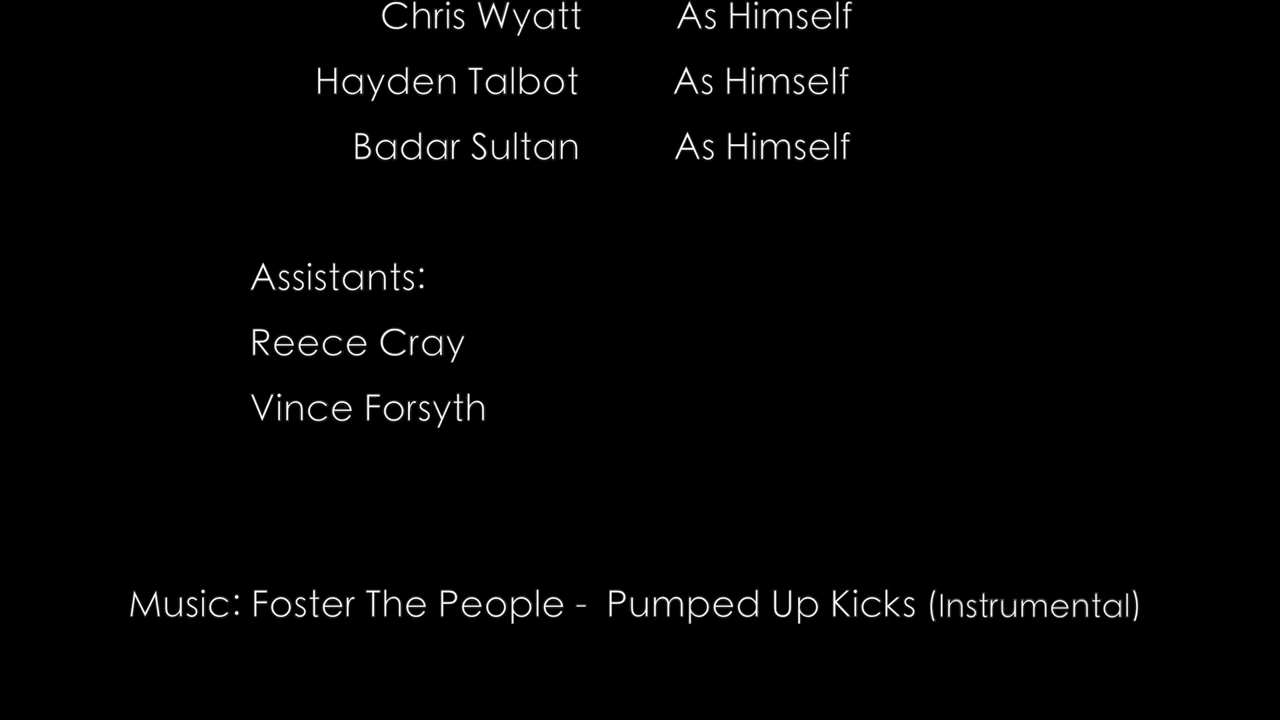 Chris Wyatt As Himself
Hayden Talbot As Himself
Badar Sultan As Himself
Assistants:
Reece Cray
Vince Forsyth
Music: Foster The People - Pumped Up Kicks (Instrumental)